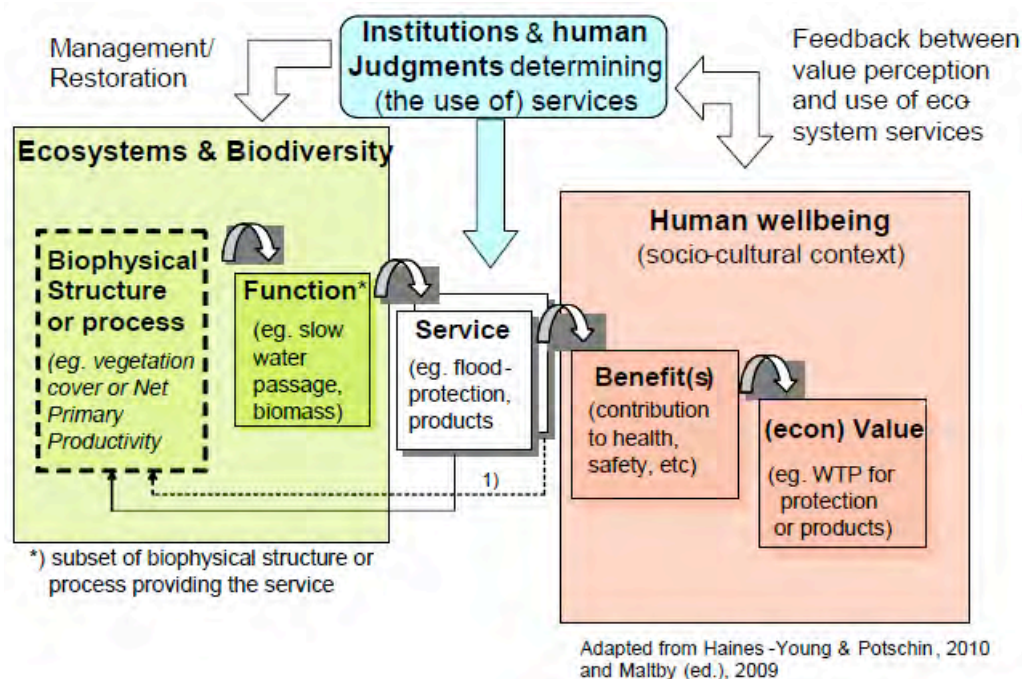 Management/
Restoration
Institutions & human
Judgments determining
(the use of) services
Feedback between
value perception
and use of eco
system services
Ecosystems & Biodiversity
Biophysical
Structure
or process
(eg. vegetation
cover or Net
Primary
Productivity
Function*
(eg. slow
water
passage,
biomass)
Service
(eg. flood-
protection,
products
1)
Human wellbeing
(socio-cultural context)
Benefit(s)
(contribution
to health,
safety, etc)
(econ) Value
(eg. WTP for
protection
or products)
*) subset of biophysical structure or
process providing the service
Adapted from Haines-Young & Potschin, 2010
and Maltby (ed.), 2009